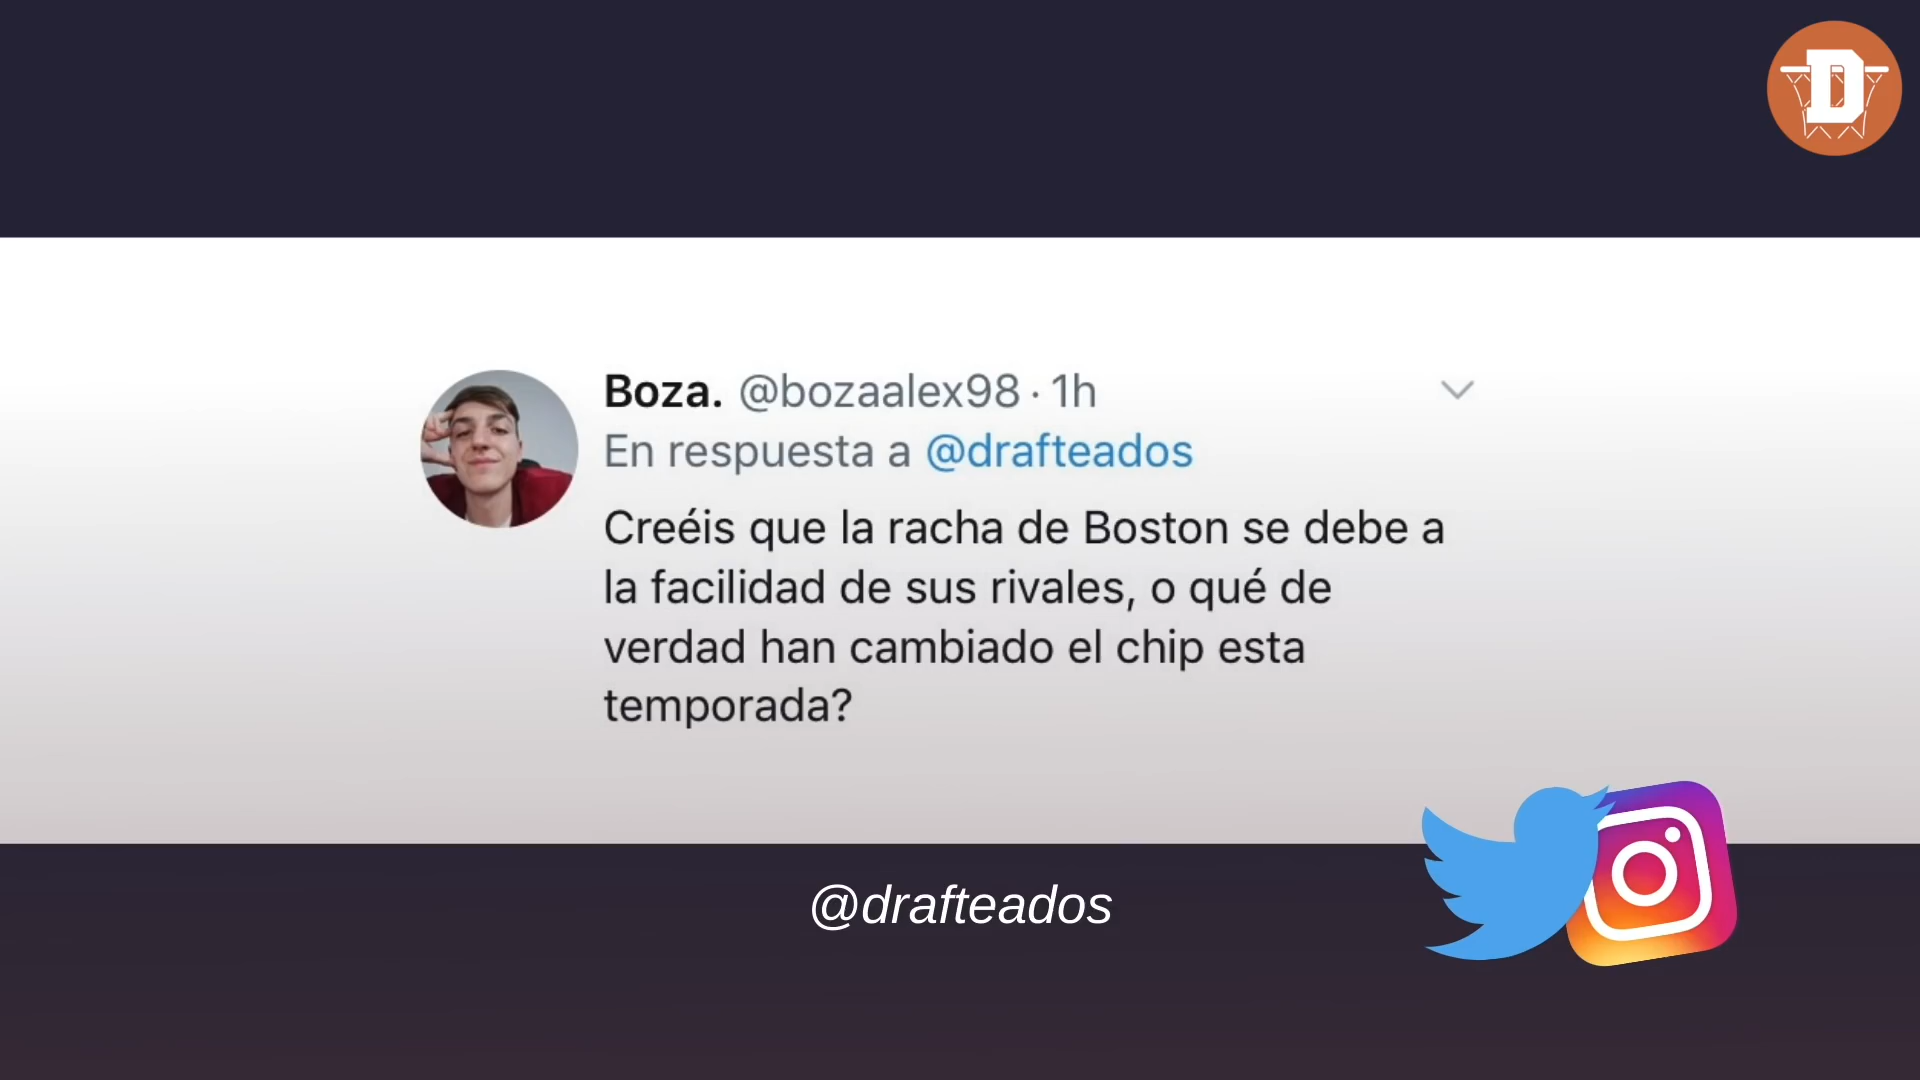 D
Boza. @bozaalex98 · 1h
En respuesta a @drafteados
Creéis que la racha de Boston se debe a
la facilidad de sus rivales, o qué de
verdad han cambiado el chip esta
temporada?
@drafteados